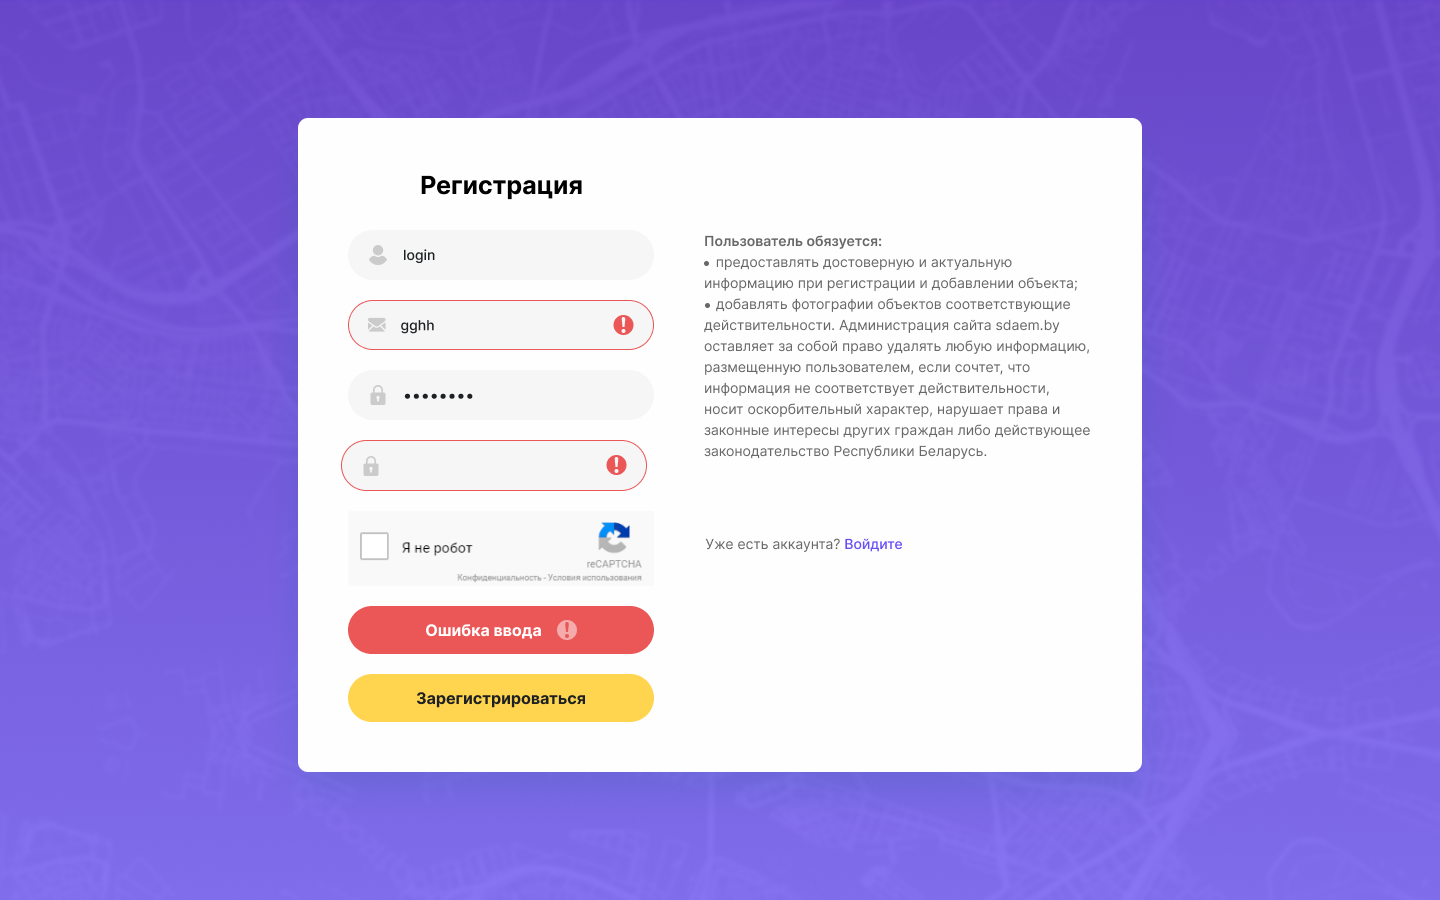 Регистрация
login
gghh
••••••••
Я не робот
reCAPTCHA
Конфиденциальность - Условия использования
Ошибка ввода
Зарегистрироваться
Пользователь обязуется:
• предоставлять достоверную и актуальную
информацию при регистрации и добавлении объекта;
• добавлять фотографии объектов соответствующие
действительности. Администрация сайта sdaem.by
оставляет за собой право удалять любую информацию,
размещенную пользователем, если сочтет, что
информация не соответствует действительности,
носит оскорбительный характер, нарушает права и
законные интересы других граждан либо действующее
законодательство Республики Беларусь.
Уже есть аккаунта? Войдите